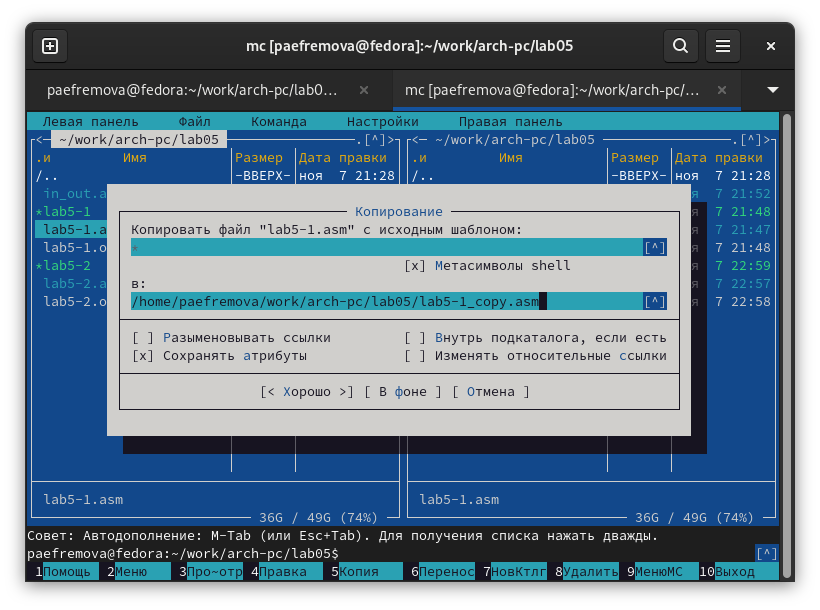 mc [paefremova@fedora]:~/work/arch-pc/lab05
paefremova@fedora:~/work/arch-pc/lab0… × mc [paefremova@fedora]:~/work/arch-pc/… ×
Левая панель Файл Команда Настройки Правая панель
<— ~/work/arch-pc/lab05 .[^]> <— ~/work/arch-pc/lab05 .[^]>
.и Имя Размер Дата правки .и Имя Размер Дата правки
/.. -ВВЕРХ- ноя 7 21:28 /.. -ВВЕРХ- ноя 7 21:28
in_out.a я 7 21:52
*lab5-1 я 7 21:48
lab5-1.a я 7 21:47
lab5-1.o я 7 21:48
*lab5-2 я 7 22:59
lab5-2.a я 7 22:57
lab5-2.o я 7 22:58
Копирование
Копировать файл "lab5-1.asm" с исходным шаблоном:
* [^]
[x] Метасимволы shell
в:
/home/paefremova/work/arch-pc/lab05/lab5-1_copy.asm [^]
[ ] Разыменовывать ссылки [ ] Внутрь подкаталога, если есть
[x] Сохранять атрибуты [ ] Изменять относительные ссылки
[< Хорошо >] [ В фоне ] [ Отмена ]
lab5-1.asm lab5-1.asm
36G / 49G (74%) 36G / 49G (74%)
Совет: Автодополнение: M-Tab (или Esc+Tab). Для получения списка нажать дважды.
paefremova@fedora:~/work/arch-pc/lab05$ [^]
1Помощь 2Меню 3Про~отр 4Правка 5Копия 6Перенос 7НовКтлг 8Удалить 9МенюMC 10Выход